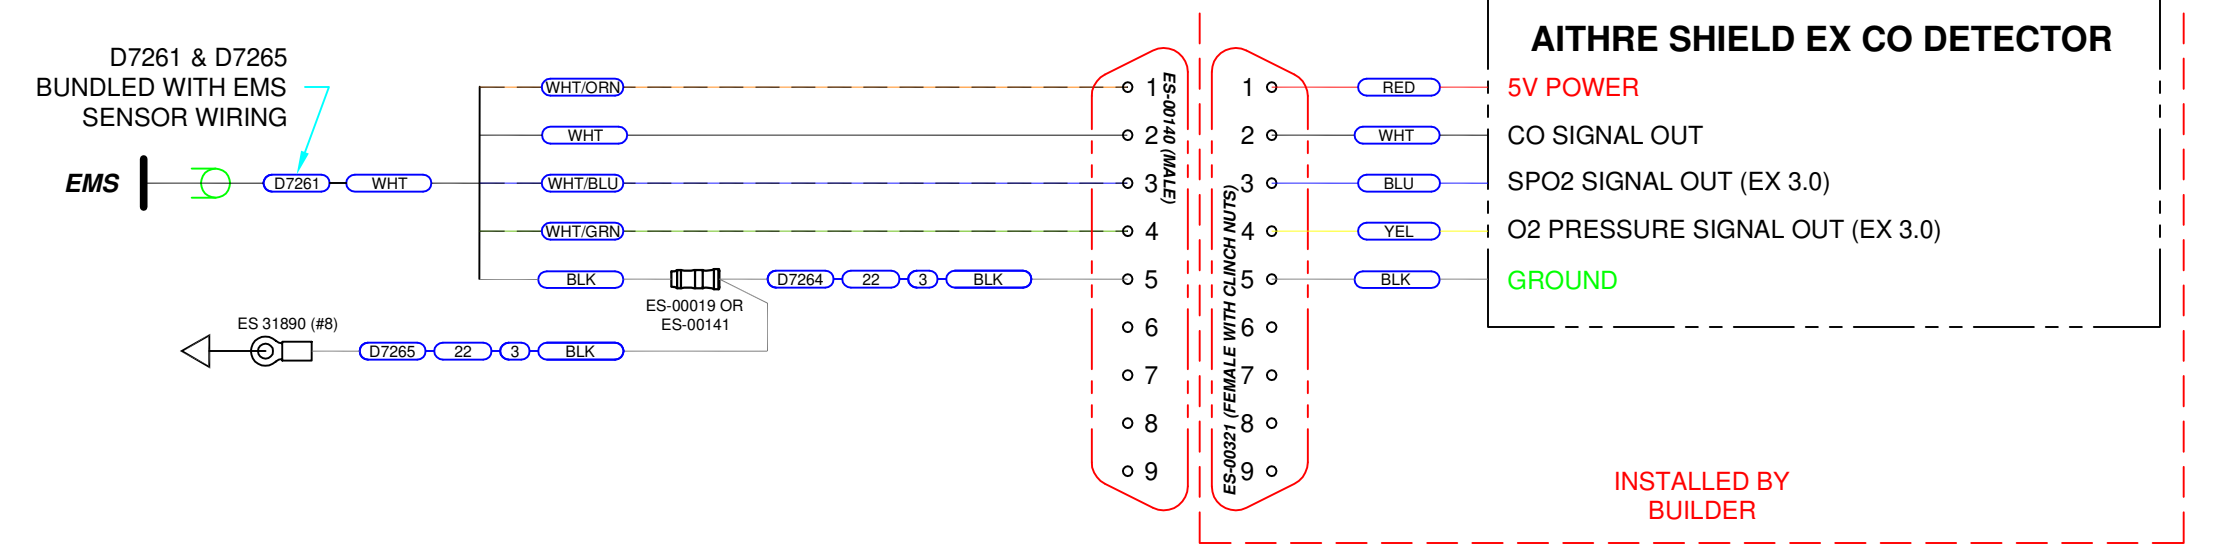 D7261 & D7265
BUNDLED WITH EMS
SENSOR WIRING
EMS
D7261
WHT
WHT/ORN
WHT
WHT/BLU
WHT/GRN
BLK
ES-00019 OR
ES-00141
D7264
22
3
BLK
ES 31890 (#8)
D7265
22
3
BLK
1
2
3
4
5
6
7
8
9
ES-00140 (MALE)
ES-00321 (FEMALE WITH CLINCH NUTS)
1
2
3
4
5
6
7
8
9
RED
WHT
BLU
YEL
BLK
AITHRE SHIELD EX CO DETECTOR
5V POWER
CO SIGNAL OUT
SPO2 SIGNAL OUT (EX 3.0)
O2 PRESSURE SIGNAL OUT (EX 3.0)
GROUND
INSTALLED BY
BUILDER